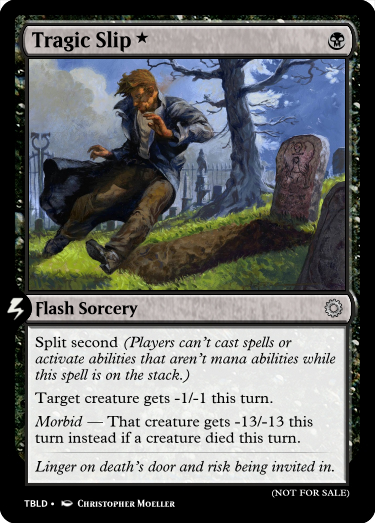 Tragic Slip ★
Flash Sorcery
Split second (Players can't cast spells or
activate abilities that aren't mana abilities while
this spell is on the stack.)
Target creature gets -1/-1 this turn.
Morbid — That creature gets -13/-13 this
turn instead if a creature died this turn.
Linger on death's door and risk being invited in.
(NOT FOR SALE)
TBLD • Christopher Moeller